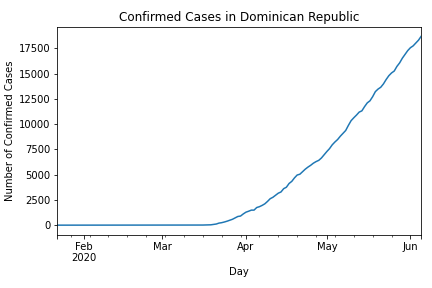 Confirmed Cases in Dominican Republic
Number of Confirmed Cases
17500
15000
12500
10000
7500
5000
2500
0
Feb
2020
Mar
Apr
May
Jun
Day